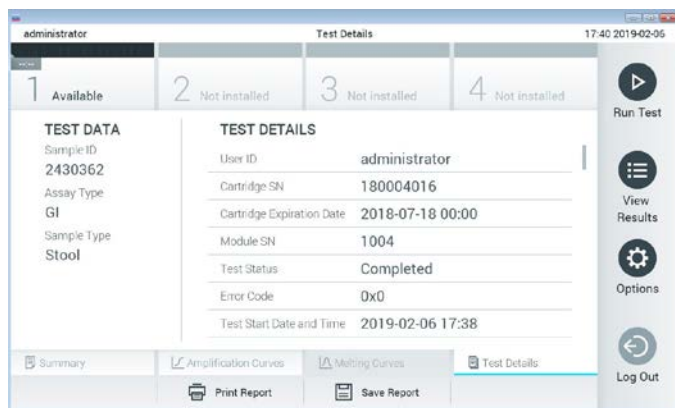 administrator Test Details 17:40 2019-02-06
1 Available 2 Not installed 3 Not installed 4 Not installed
Run Test
View
Results
Options
Log Out
TEST DATA
Sample ID
2430362
Assay Type
GI
Sample Type
Stool
TEST DETAILS
User ID administrator
Cartridge SN 180004016
Cartridge Expiration Date 2018-07-18 00:00
Module SN 1004
Test Status Completed
Error Code 0x0
Test Start Date and Time 2019-02-06 17:38
Summary Amplification Curves Melting Curves Test Details
Print Report Save Report